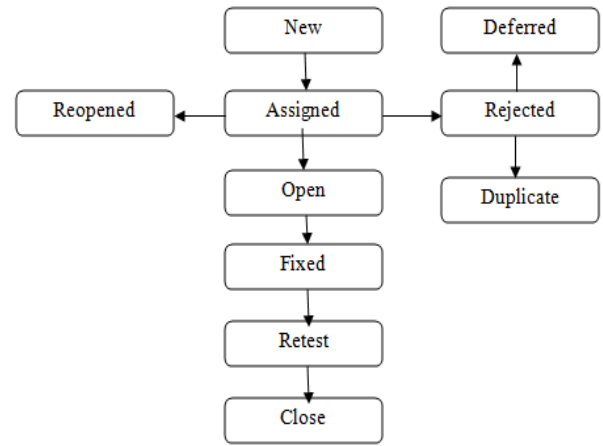 New
Deferred
Reopened
Assigned
Rejected
Open
Duplicate
Fixed
Retest
Close